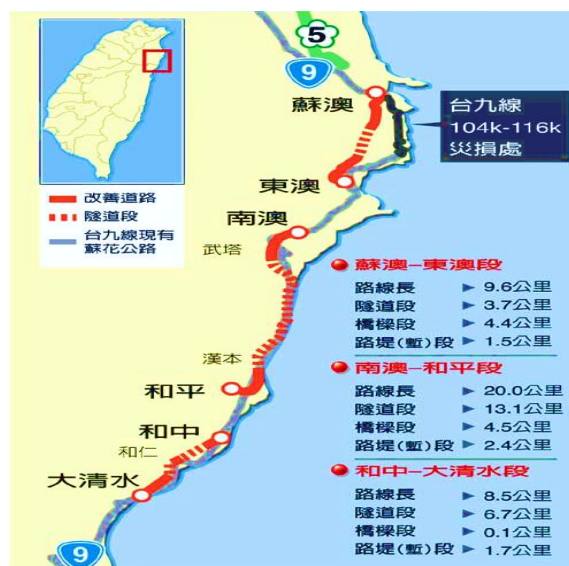 5
9
蘇澳
台九線
104k-116k
災損處
東澳
南澳
改善道路
隧道段
台九線現有
蘇花公路
武塔
漢本
和平
和中
和仁
大清水
9
蘇澳–東澳段
路線長 9.6公里
隧道段 3.7公里
橋樑段 4.4公里
路堤(塹)段 1.5公里
南澳–和平段
路線長 20.0公里
隧道段 13.1公里
橋樑段 4.5公里
路堤(塹)段 2.4公里
和中–大清水段
路線長 8.5公里
隧道段 6.7公里
橋樑段 0.1公里
路堤(塹)段 1.7公里